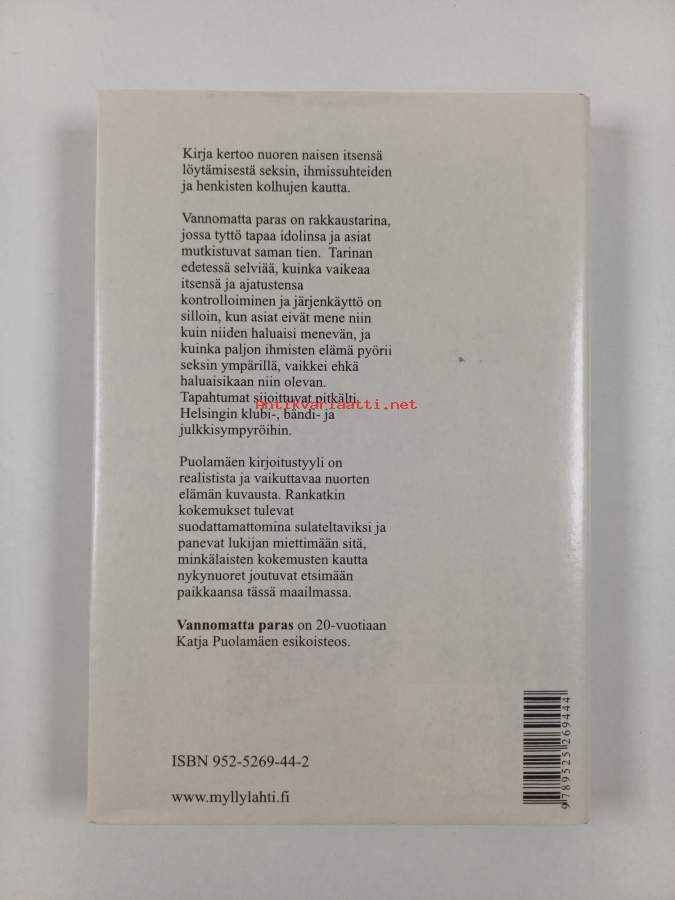 Kirja kertoo nuoren naisen itsensä
löytämisestä seksin, ihmissuhteiden
ja henkisten kolhujen kautta.
Vannomatta paras on rakkaustarina,
jossa tyttö tapaa idolinsa ja asiat
mutkistuvat saman tien. Tarinan
edetessä selviää, kuinka vaikeaa
itsensä ja ajatustensa
kontrolloiminen ja järjenkäyttö on
silloin, kun asiat eivät mene niin
kuin niiden haluaisi menevän, ja
kuinka paljon ihmisten elämä pyörii
seksin ympärillä, vaikkei ehkä
haluaisikaan niin olevan.
Tapahtumat sijoittuvat pitkälti
antikvariaatti.net
Helsingin klubi-, bändi- ja
julkkisympyröihin.
Puolamäen kirjoitustyyli on
realistista ja vaikuttavaa nuorten
elämän kuvausta. Rankatkin
kokemukset tulevat
suodattamattomina sulateltaviksi ja
panevat lukijan miettimään sitä,
minkälaisten kokemusten kautta
nykynuoret joutuvat etsimään
paikkaansa tässä maailmassa.
Vannomatta paras on 20-vuotiaan
Katja Puolamäen esikoisteos.
ISBN 952-5269-44-2
www.myllylahti.fi
9789525269444